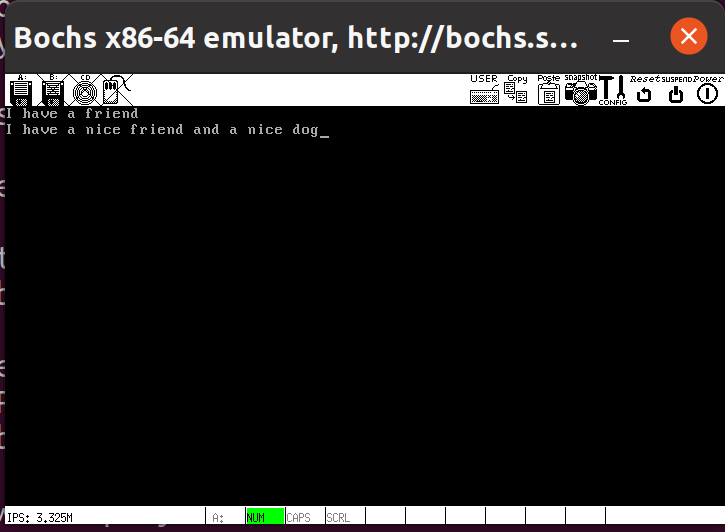 Bochs x86-64 emulator, http://bochs.s...
A: B: CD USER Copy Paste snapshot CONFIG Reset SUSPEND Power
I have a friend
I have a nice friend and a nice dog_
IPS: 3.325M A: NUM CAPS SCRL